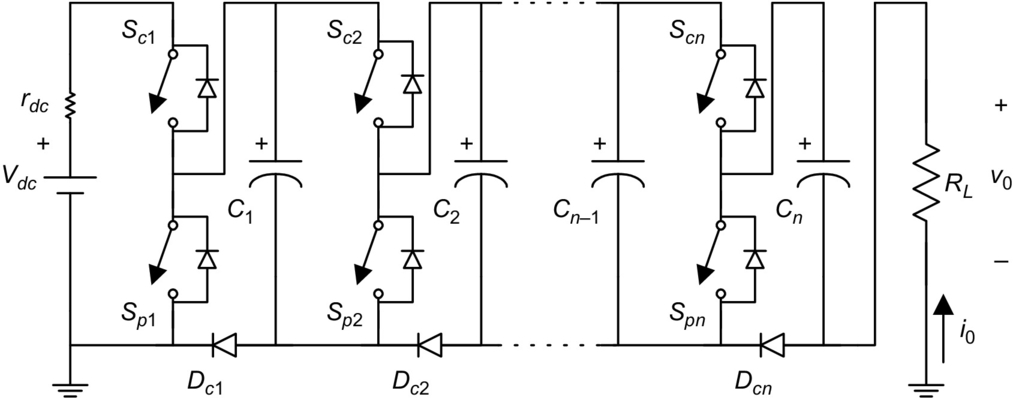 Sc1
Sc2
Scn
rdc
+
+
+
+
+
+
Vdc
C1
C2
Cn–1
Cn
RL
v0
–
Sp1
Sp2
Spn
i0
Dc1
Dc2
Dcn